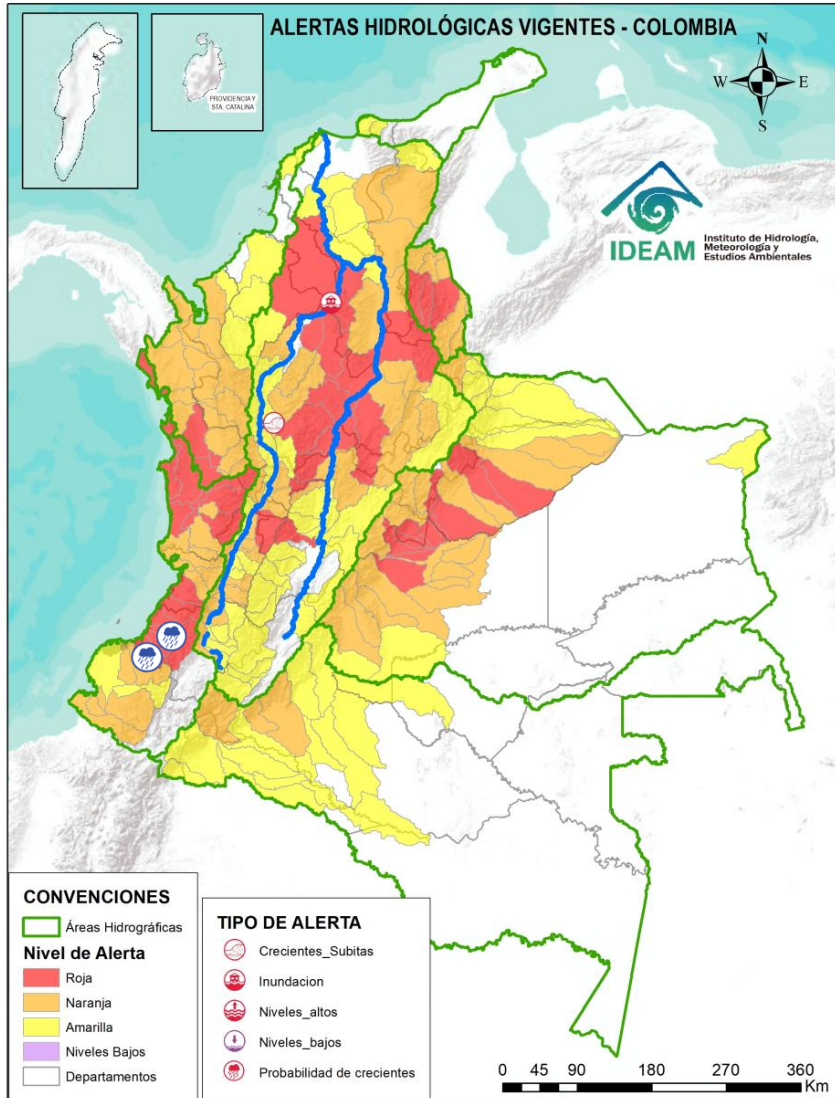 ALERTAS HIDROLÓGICAS VIGENTES - COLOMBIA
PROVIDENCIA Y
STA. CATALINA
N
W
E
S
IDEAM
Instituto de Hidrología,
Meteorología y
Estudios Ambientales
CONVENCIONES
Áreas Hidrográficas
Nivel de Alerta
Roja
Naranja
Amarilla
Niveles Bajos
Departamentos
TIPO DE ALERTA
Crecientes_Subitas
Inundacion
Niveles_altos
Niveles_bajos
Probabilidad de crecientes
0 45 90 180 270 360
Km